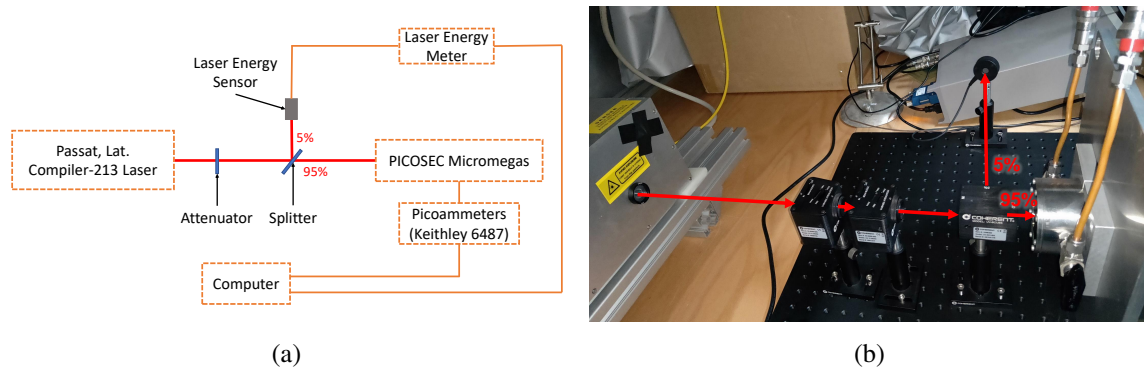 Laser Energy
Meter
Laser Energy
Sensor
5%
Passat, Lat.
Compiler-213 Laser
95%
PICOSEC Micromegas
Attenuator
Splitter
Picoammeters
(Keithley 6487)
Computer
(a)
5%
95%
COHERENT
(b)